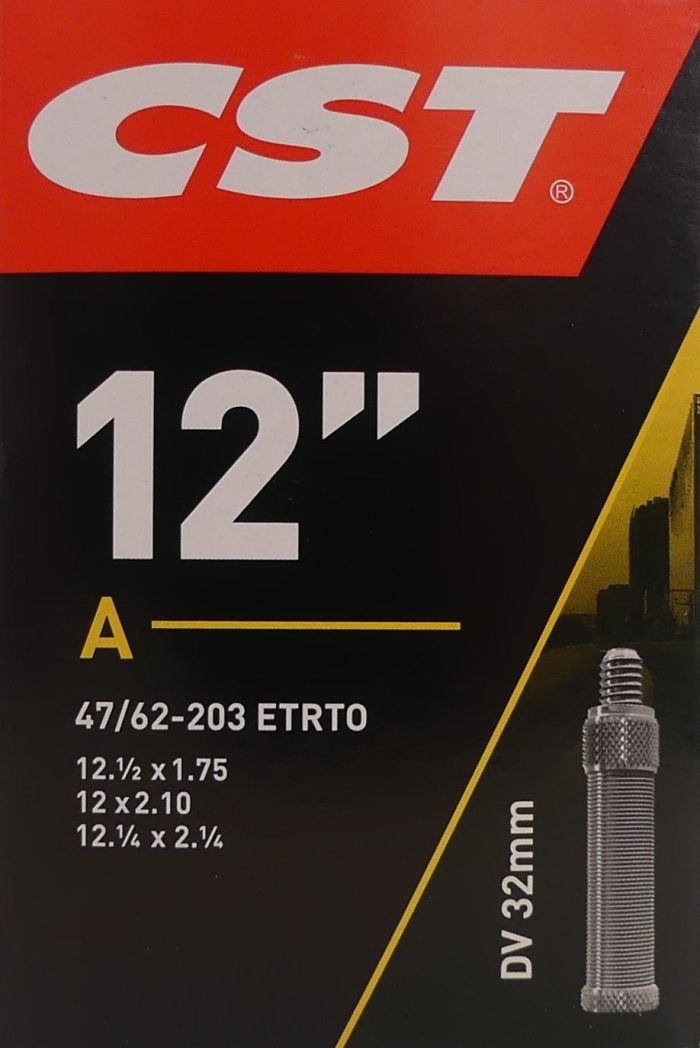 CST®
12”
A
47/62-203 ETRTO
12.½ x 1.75
12 x 2.10
12.¼ x 2.¼
DV 32mm